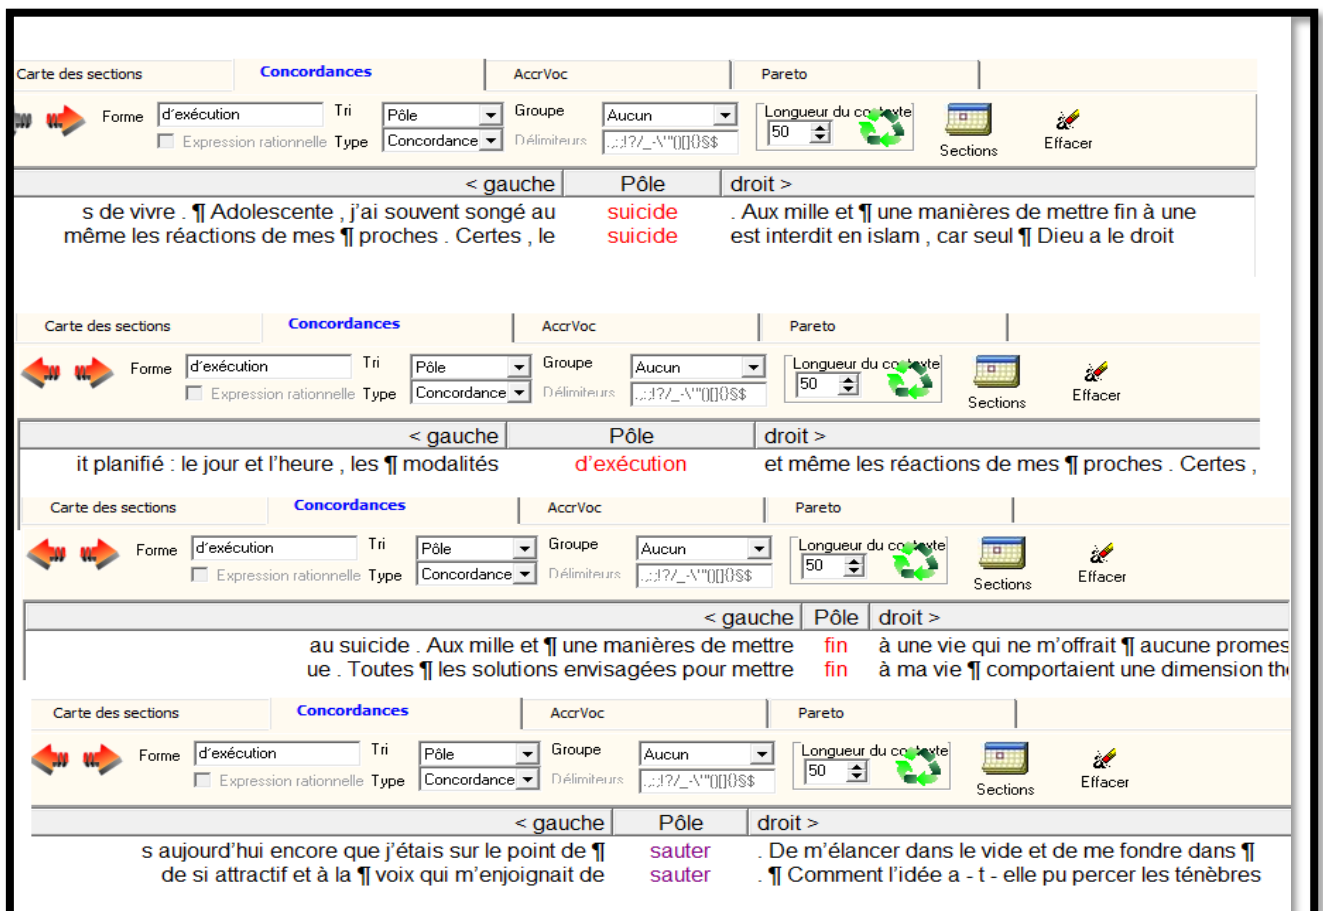 Carte des sections Concordances AccrVoc Pareto
Forme d'exécution Tri Pôle Groupe Aucun Longueur du contexte
Expression rationnelle Type Concordance Délimiteurs 50 Sections Effacer
< gauche Pôle droit >
s de vivre . ¶ Adolescente , j'ai souvent songé au suicide . Aux mille et ¶ une manières de mettre fin à une
même les réactions de mes ¶ proches . Certes , le suicide est interdit en islam , car seul ¶ Dieu a le droit
Carte des sections Concordances AccrVoc Pareto
Forme d'exécution Tri Pôle Groupe Aucun Longueur du contexte
Expression rationnelle Type Concordance Délimiteurs 50 Sections Effacer
< gauche Pôle droit >
it planifié : le jour et l'heure , les ¶ modalités d'exécution et même les réactions de mes ¶ proches . Certes ,
Carte des sections Concordances AccrVoc Pareto
Forme d'exécution Tri Pôle Groupe Aucun Longueur du contexte
Expression rationnelle Type Concordance Délimiteurs 50 Sections Effacer
< gauche Pôle droit >
au suicide . Aux mille et ¶ une manières de mettre fin à une vie qui ne m'offrait ¶ aucune promes
ue . Toutes ¶ les solutions envisagées pour mettre fin à ma vie ¶ comportaient une dimension thé
Carte des sections Concordances AccrVoc Pareto
Forme d'exécution Tri Pôle Groupe Aucun Longueur du contexte
Expression rationnelle Type Concordance Délimiteurs 50 Sections Effacer
< gauche Pôle droit >
s aujourd'hui encore que j'étais sur le point de ¶ sauter . De m'élancer dans le vide et de me fondre dans ¶
de si attractif et à la ¶ voix qui m'enjoignait de sauter . ¶ Comment l'idée a - t - elle pu percer les ténèbres